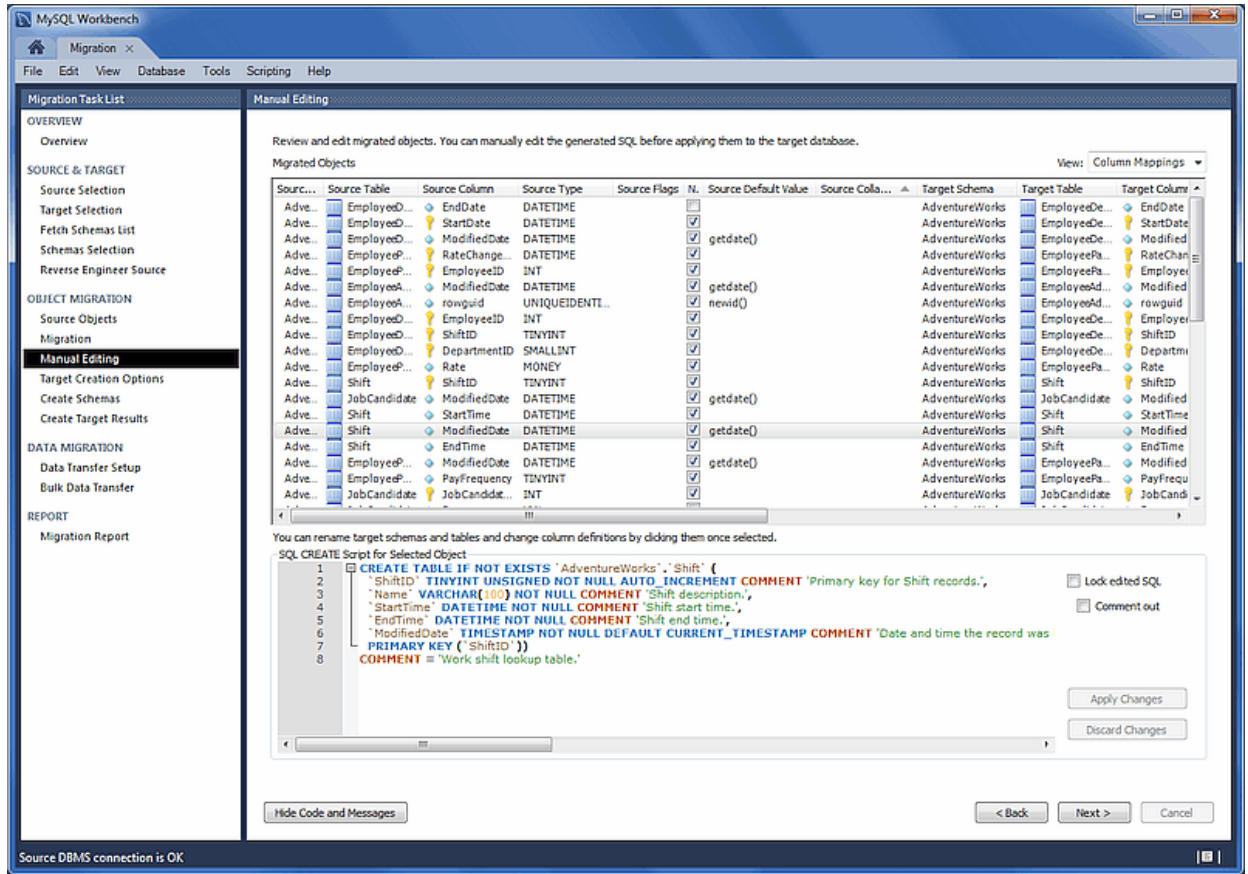 MySQL Workbench
Migration
File Edit View Database Tools Scripting Help
Migration Task List
OVERVIEW
Overview
SOURCE & TARGET
Source Selection
Target Selection
Fetch Schemas List
Schemas Selection
Reverse Engineer Source
OBJECT MIGRATION
Source Objects
Migration
Manual Editing
Target Creation Options
Create Schemas
Create Target Results
DATA MIGRATION
Data Transfer Setup
Bulk Data Transfer
REPORT
Migration Report
Manual Editing
Review and edit migrated objects. You can manually edit the generated SQL before applying them to the target database.
Migrated Objects View: Column Mappings
Sourc... Source Table Source Column Source Type Source Flags N. Source Default Value Source Colla... Target Schema Target Table Target Column
Adve... EmployeeD... EndDate DATETIME AdventureWorks EmployeeDe... EndDate
Adve... EmployeeD... StartDate DATETIME AdventureWorks EmployeeDe... StartDate
Adve... EmployeeD... ModifiedDate DATETIME getdate() AdventureWorks EmployeeDe... Modified
Adve... EmployeeP... RateChange... DATETIME AdventureWorks EmployeePa... RateChan
Adve... EmployeeP... EmployeeID INT AdventureWorks EmployeePa... Employee
Adve... EmployeeA... ModifiedDate DATETIME getdate() AdventureWorks EmployeeAd... Modified
Adve... EmployeeA... rowguid UNIQUEIDENTI... newid() AdventureWorks EmployeeAd... rowguid
Adve... EmployeeD... EmployeeID INT AdventureWorks EmployeeDe... Employee
Adve... EmployeeD... ShiftID TINYINT AdventureWorks EmployeeDe... ShiftID
Adve... EmployeeD... DepartmentID SMALLINT AdventureWorks EmployeeDe... Departme
Adve... EmployeeP... Rate MONEY AdventureWorks EmployeePa... Rate
Adve... Shift ShiftID TINYINT AdventureWorks Shift ShiftID
Adve... JobCandidate ModifiedDate DATETIME getdate() AdventureWorks JobCandidate Modified
Adve... Shift StartTime DATETIME AdventureWorks Shift StartTime
Adve... Shift ModifiedDate DATETIME getdate() AdventureWorks Shift Modified
Adve... Shift EndTime DATETIME AdventureWorks Shift EndTime
Adve... EmployeeP... ModifiedDate DATETIME getdate() AdventureWorks EmployeePa... Modified
Adve... EmployeeP... PayFrequency TINYINT AdventureWorks EmployeePa... PayFrequ
Adve... JobCandidate JobCandidat... INT AdventureWorks JobCandidate JobCandi
You can rename target schemas and tables and change column definitions by clicking them once selected.
SQL CREATE Script for Selected Object
1 CREATE TABLE IF NOT EXISTS `AdventureWorks`.`Shift` (
2 `ShiftID` TINYINT UNSIGNED NOT NULL AUTO_INCREMENT COMMENT 'Primary key for Shift records.',
3 `Name` VARCHAR(100) NOT NULL COMMENT 'Shift description.',
4 `StartTime` DATETIME NOT NULL COMMENT 'Shift start time.',
5 `EndTime` DATETIME NOT NULL COMMENT 'Shift end time.',
6 `ModifiedDate` TIMESTAMP NOT NULL DEFAULT CURRENT_TIMESTAMP COMMENT 'Date and time the record was
7 PRIMARY KEY (`ShiftID`))
8 COMMENT = 'Work shift lookup table.'
Lock edited SQL
Comment out
Apply Changes
Discard Changes
Hide Code and Messages < Back Next > Cancel
Source DBMS connection is OK